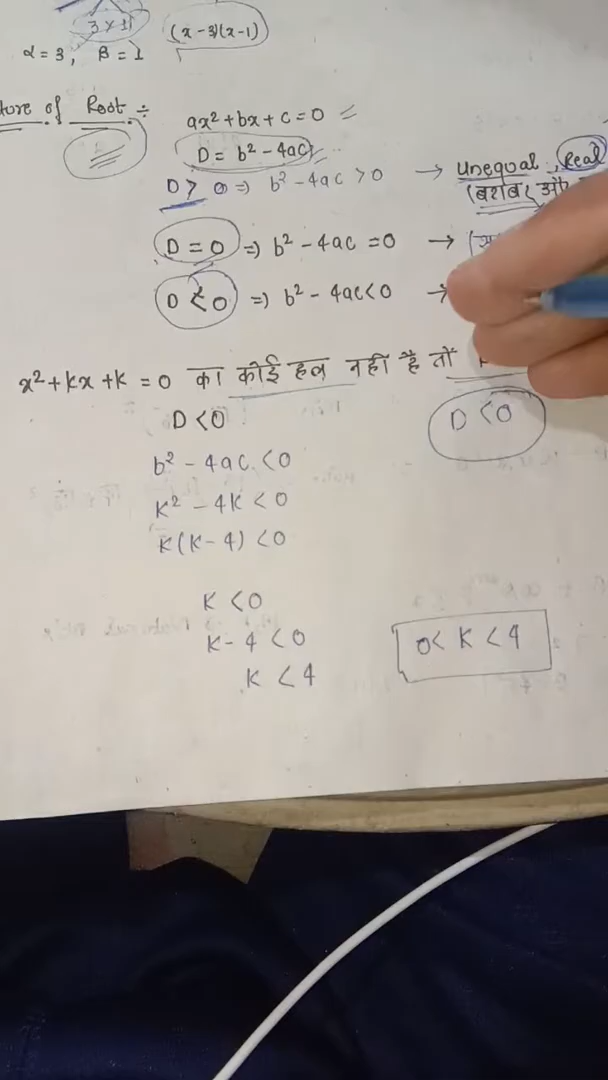 3 × 1
α = 3, β = 1 (x-3)(x-1)
of Root ÷
ax² + bx + c = 0
D = b² - 4ac
D > 0 => b² - 4ac > 0 → Unequal, Real
(बराबर और
D = 0 => b² - 4ac = 0 →
D < 0 => b² - 4ac < 0 →
x² + kx + k = 0 का कोई हल नहीं है तो
D < 0 D < 0
b² - 4ac < 0
K² - 4K < 0
K(K-4) < 0
K < 0
K-4 < 0 0 < K < 4
K < 4